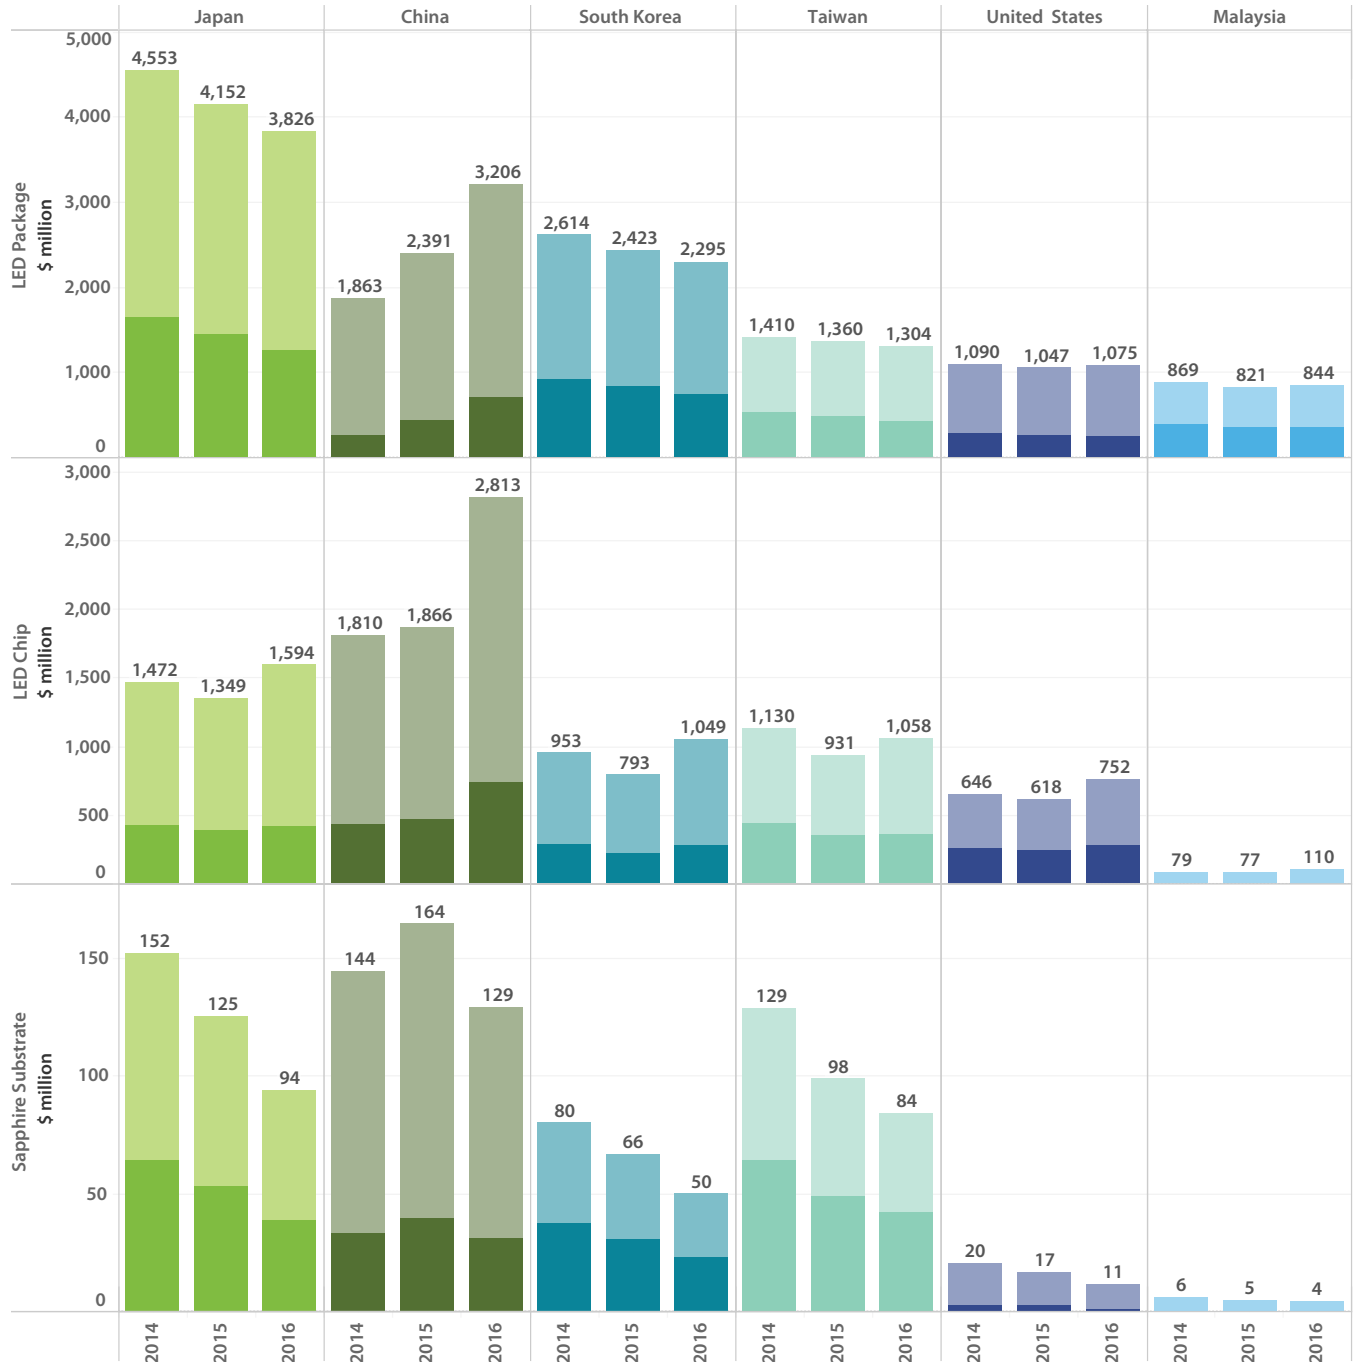 Japan China South Korea Taiwan United States Malaysia
LED Package
$ million
5,000
4,000
3,000
2,000
1,000
0
4,553 4,152 3,826
1,863 2,391 3,206
2,614 2,423 2,295
1,410 1,360 1,304
1,090 1,047 1,075
869 821 844
LED Chip
$ million
3,000
2,500
2,000
1,500
1,000
500
0
1,472 1,349 1,594
1,810 1,866 2,813
953 793 1,049
1,130 931 1,058
646 618 752
79 77 110
Sapphire Substrate
$ million
150
100
50
0
152 125 94
144 164 129
80 66 50
129 98 84
20 17 11
6 5 4
2014 2015 2016 2014 2015 2016 2014 2015 2016 2014 2015 2016 2014 2015 2016 2014 2015 2016